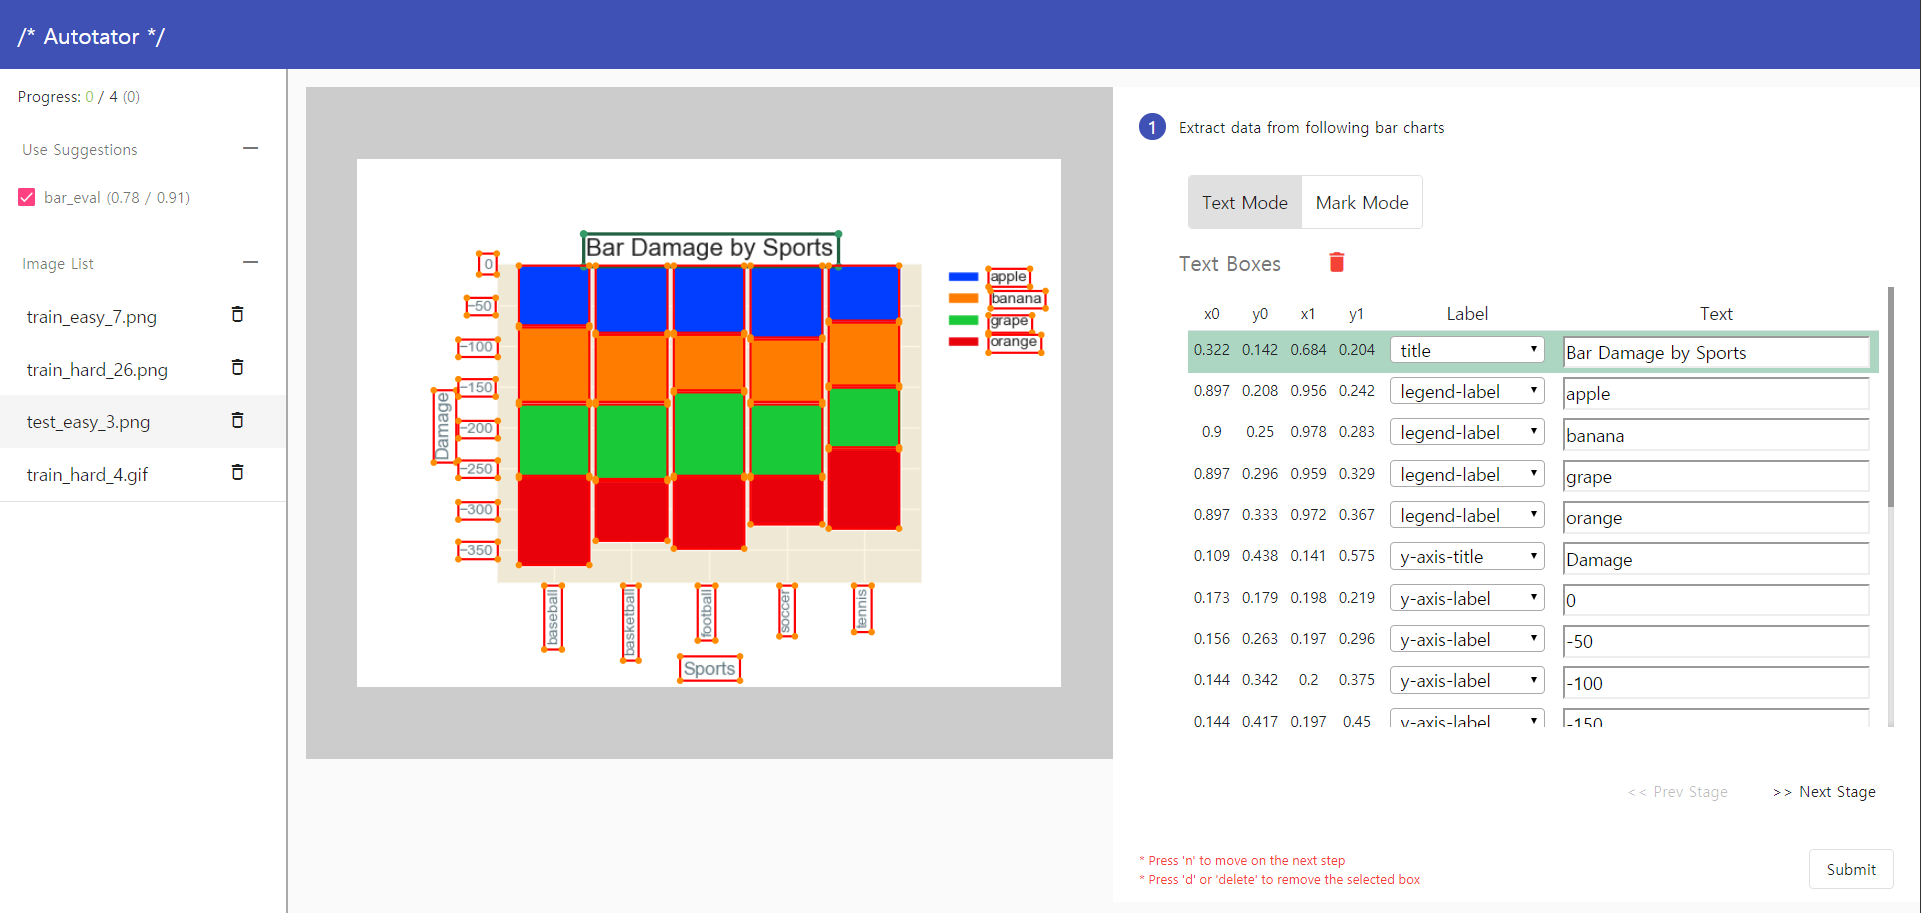 /* Autotator */
Progress: 0 / 4 (0)
Use Suggestions
bar_eval (0.78 / 0.91)
Image List
train_easy_7.png
train_hard_26.png
test_easy_3.png
train_hard_4.gif
Bar Damage by Sports
0
−50
−100
−150
−200
−250
−300
−350
Damage
baseball
basketball
football
soccer
tennis
Sports
apple
banana
grape
orange
1 Extract data from following bar charts
Text Mode Mark Mode
Text Boxes
x0 y0 x1 y1 Label Text
0.322 0.142 0.684 0.204 title Bar Damage by Sports
0.897 0.208 0.956 0.242 legend-label apple
0.9 0.25 0.978 0.283 legend-label banana
0.897 0.296 0.959 0.329 legend-label grape
0.897 0.333 0.972 0.367 legend-label orange
0.109 0.438 0.141 0.575 y-axis-title Damage
0.173 0.179 0.198 0.219 y-axis-label 0
0.156 0.263 0.197 0.296 y-axis-label -50
0.144 0.342 0.2 0.375 y-axis-label -100
0.144 0.417 0.197 0.45 y-axis-label -150
<< Prev Stage >> Next Stage
* Press 'n' to move on the next step
* Press 'd' or 'delete' to remove the selected box
Submit